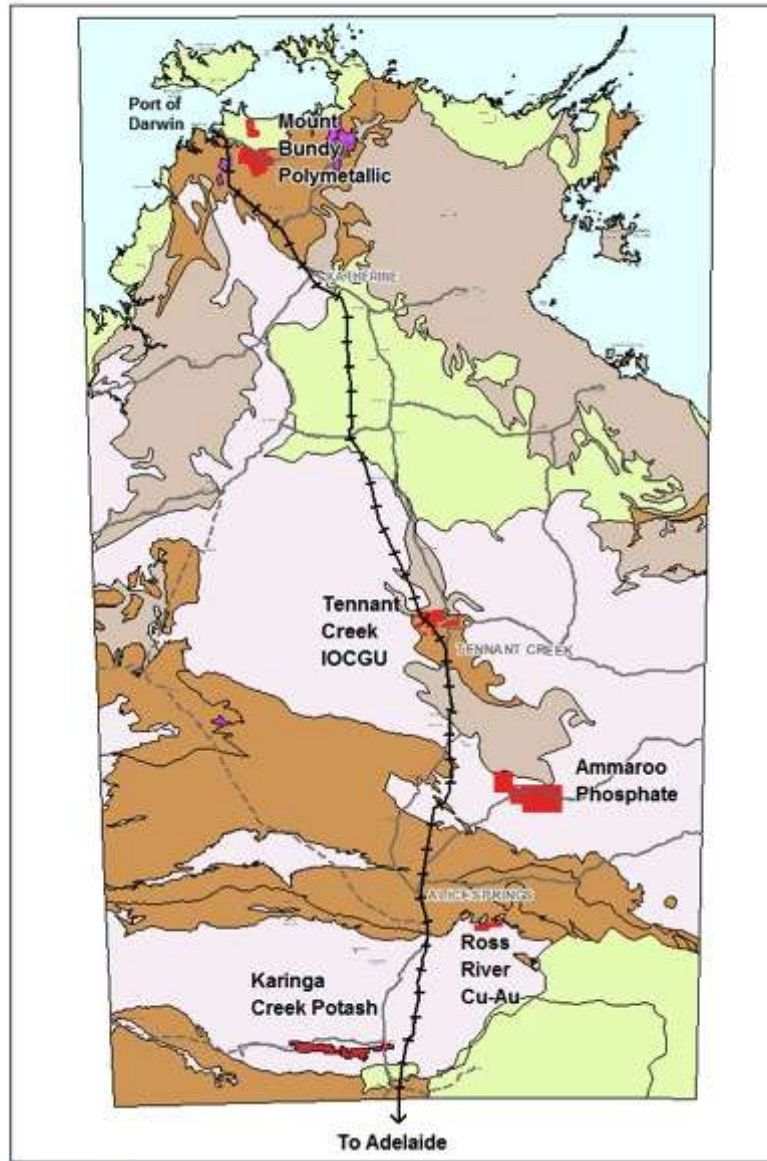 Port of
Darwin
Mount
Bundy
Polymetallic
KATHERINE
Tennant
Creek
IOCGU
TENNANT CREEK
Ammaroo
Phosphate
ALICE SPRINGS
Ross
River
Cu-Au
Karinga
Creek Potash
To Adelaide